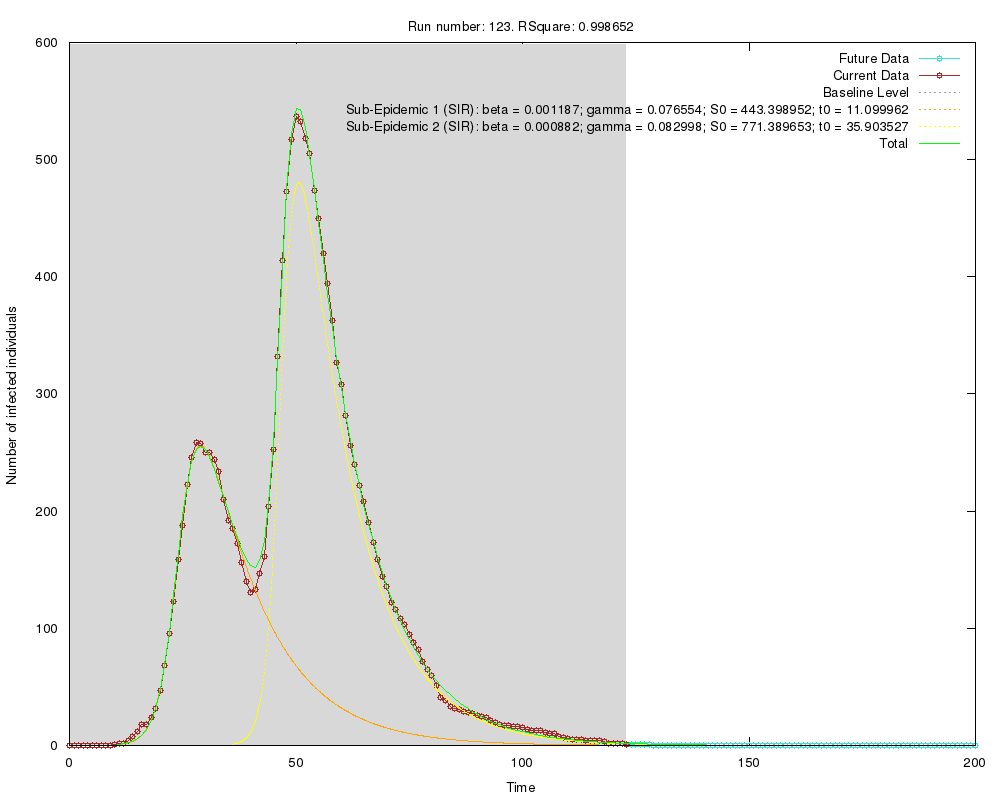 Run number: 123. RSquare: 0.998652
600
Future Data
Current Data
Baseline Level
Sub-Epidemic 1 (SIR): beta = 0.001187; gamma = 0.076554; S0 = 443.398952; t0 = 11.099962
Sub-Epidemic 2 (SIR): beta = 0.000882; gamma = 0.082998; S0 = 771.389653; t0 = 35.903527
Total
500
400
300
200
100
0
Number of infected individuals
0 50 100 150 200
Time